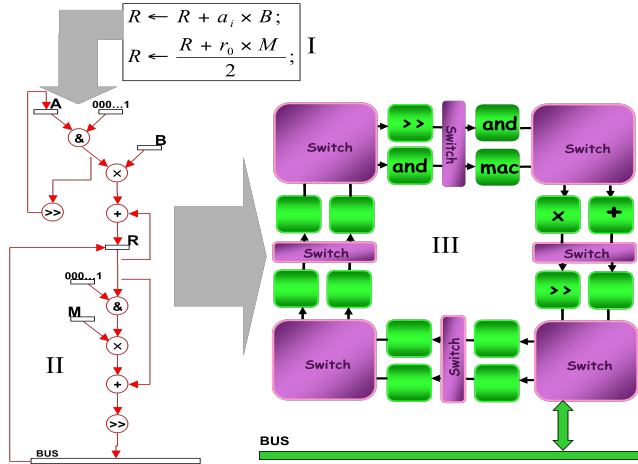 R ← R + a_i × B;
R ← (R + r_0 × M) / 2;
I
A
000...1
&
B
×
>>
+
R
000...1
&
M
×
II
+
>>
BUS
Switch
>>
Switch
and
Switch
and
mac
×
+
Switch
III
Switch
>>
Switch
Switch
Switch
BUS